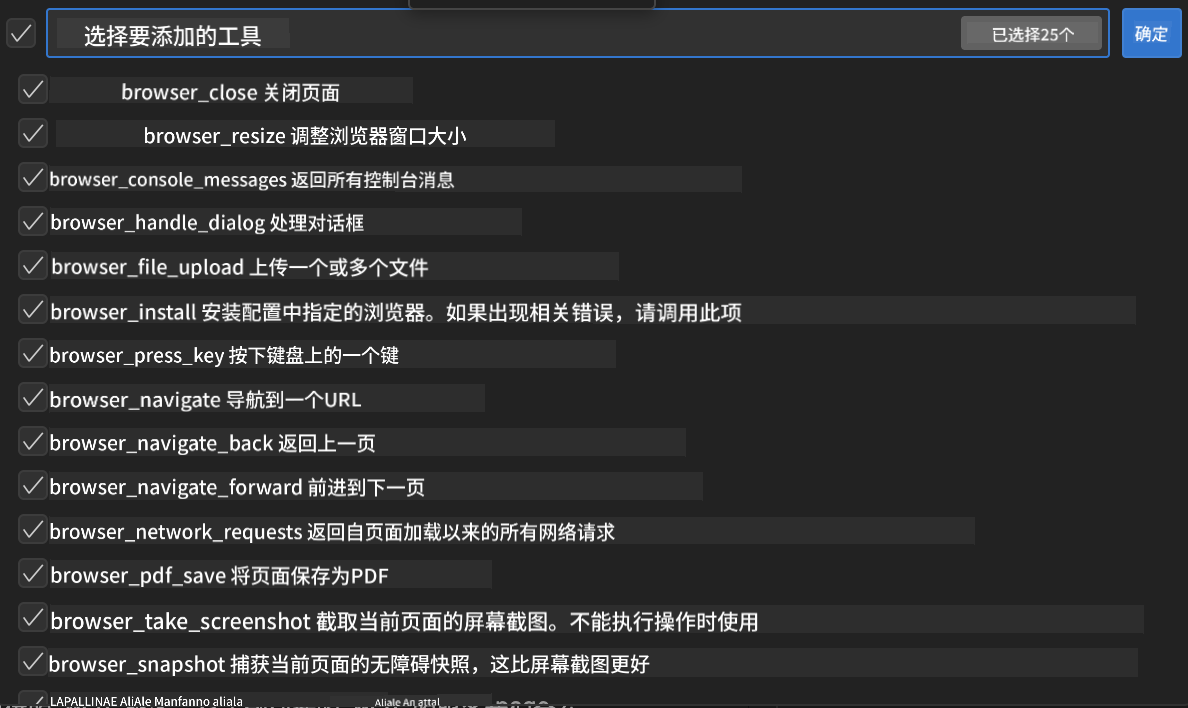 选择要添加的工具 已选择25个 确定
browser_close 关闭页面
browser_resize 调整浏览器窗口大小
browser_console_messages 返回所有控制台消息
browser_handle_dialog 处理对话框
browser_file_upload 上传一个或多个文件
browser_install 安装配置中指定的浏览器。如果出现相关错误，请调用此项
browser_press_key 按下键盘上的一个键
browser_navigate 导航到一个URL
browser_navigate_back 返回上一页
browser_navigate_forward 前进到下一页
browser_network_requests 返回自页面加载以来的所有网络请求
browser_pdf_save 将页面保存为PDF
browser_take_screenshot 截取当前页面的屏幕截图。不能执行操作时使用
browser_snapshot 捕获当前页面的无障碍快照，这比屏幕截图更好
LAPALLINAE AliAle Manfanno aliala